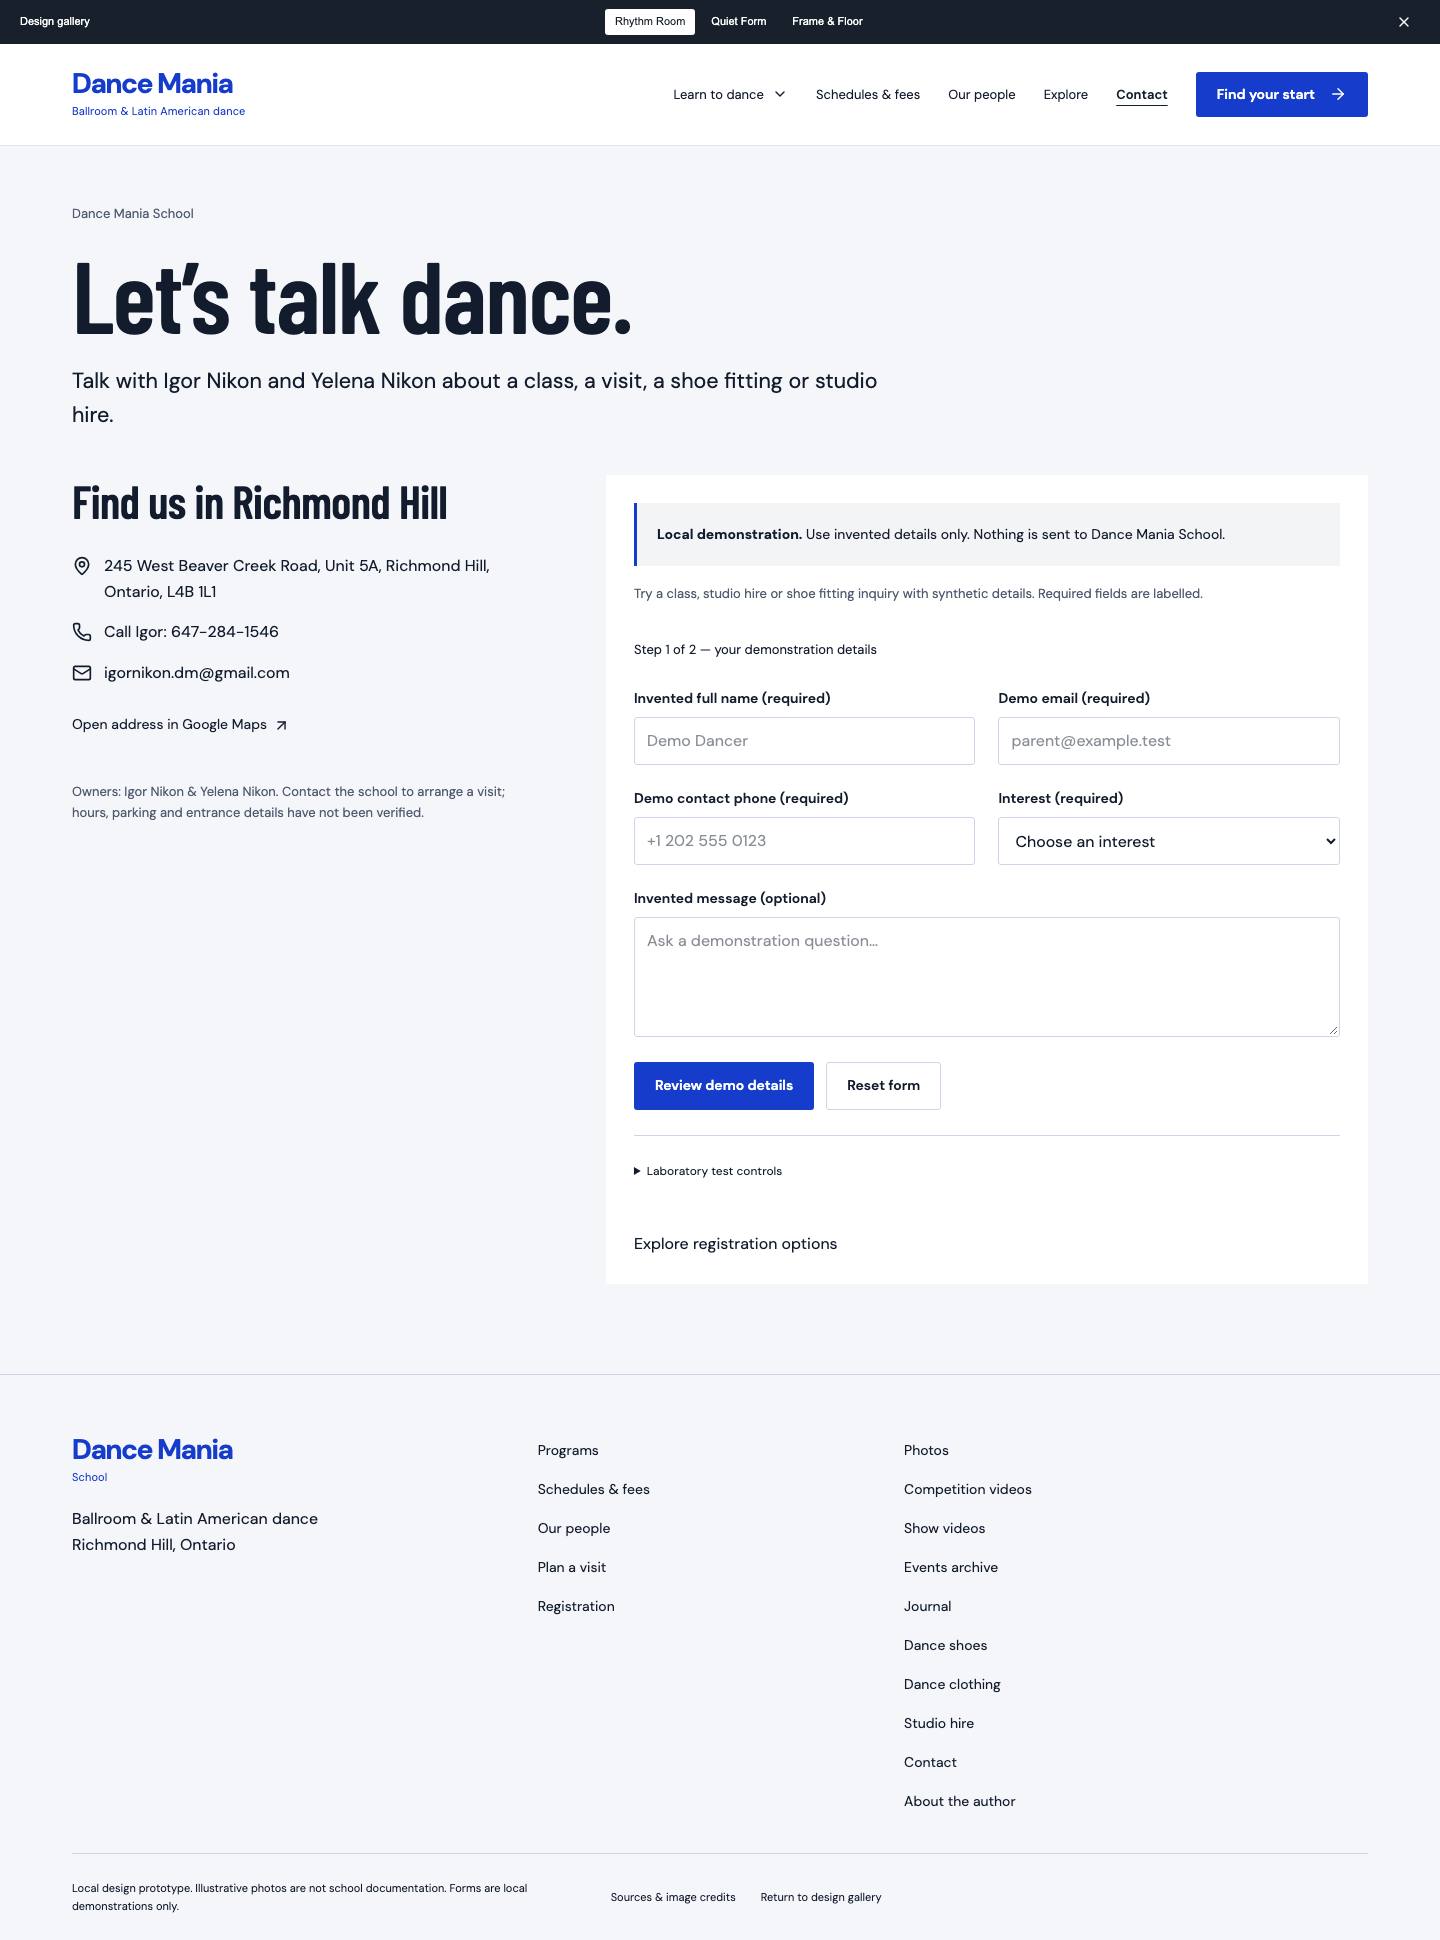 Design gallery
Rhythm Room
Quiet Form
Frame & Floor
Dance Mania
Ballroom & Latin American dance
Learn to dance
Schedules & fees
Our people
Explore
Contact
Find your start
Dance Mania School
Let’s talk dance.
Talk with Igor Nikon and Yelena Nikon about a class, a visit, a shoe fitting or studio
hire.
Find us in Richmond Hill
245 West Beaver Creek Road, Unit 5A, Richmond Hill,
Ontario, L4B 1L1
Call Igor: 647-284-1546
igornikon.dm@gmail.com
Open address in Google Maps
Owners: Igor Nikon & Yelena Nikon. Contact the school to arrange a visit;
hours, parking and entrance details have not been verified.
Local demonstration. Use invented details only. Nothing is sent to Dance Mania School.
Try a class, studio hire or shoe fitting inquiry with synthetic details. Required fields are labelled.
Step 1 of 2 — your demonstration details
Invented full name (required)
Demo Dancer
Demo email (required)
parent@example.test
Demo contact phone (required)
+1 202 555 0123
Interest (required)
Choose an interest
Invented message (optional)
Ask a demonstration question...
Review demo details
Reset form
Laboratory test controls
Explore registration options
Dance Mania
School
Ballroom & Latin American dance
Richmond Hill, Ontario
Programs
Schedules & fees
Our people
Plan a visit
Registration
Photos
Competition videos
Show videos
Events archive
Journal
Dance shoes
Dance clothing
Studio hire
Contact
About the author
Local design prototype. Illustrative photos are not school documentation. Forms are local
demonstrations only.
Sources & image credits
Return to design gallery